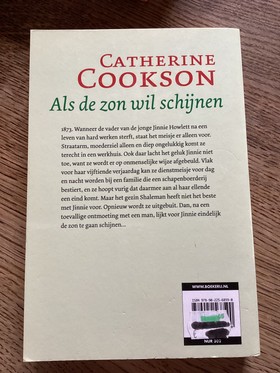 CATHERINE
COOKSON
Als de zon wil schijnen
1873. Wanneer de vader van de jonge Jinnie Howlett na een
leven van hard werken sterft, staat het meisje er alleen voor.
Straatarm, moederziel alleen en diep ongelukkig komt ze
terecht in een werkhuis. Ook daar lacht het geluk Jinnie niet
toe, want ze wordt er op onmenselijke wijze afgebeuld. Vlak
voor haar vijftiende verjaardag kan ze dienstmeisje voor dag
en nacht worden bij een familie die een schapenboerderij
bestiert, en ze hoopt vurig dat daarmee aan al haar ellende
een eind komt. Maar het gezin Shaleman heeft niet het beste
met Jinnie voor. Opnieuw wordt ze uitgebuit. Dan, na een
toevallige ontmoeting met een man, lijkt voor Jinnie eindelijk
de zon te gaan schijnen...
WWW.BOEKERIJ.NL
NUR 302